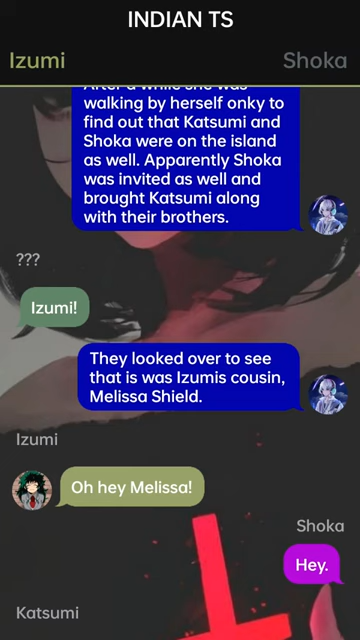 INDIAN TS
Izumi
Shoka
After a while she was
walking by herself onky to
find out that Katsumi and
Shoka were on the island
as well. Apparently Shoka
was invited as well and
brought Katsumi along
with their brothers.
???
Izumi!
They looked over to see
that is was Izumis cousin,
Melissa Shield.
Izumi
Oh hey Melissa!
Shoka
Hey.
Katsumi